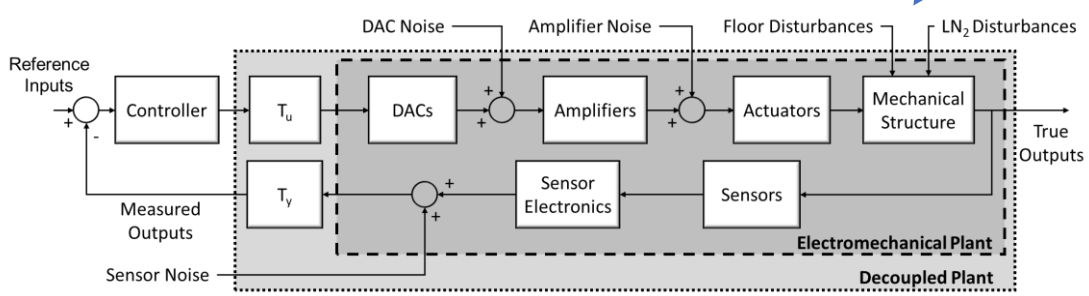 DAC Noise
Amplifier Noise
Floor Disturbances
LN₂ Disturbances
Reference
Inputs
+
-
Controller
Tᵤ
DACs
+
+
Amplifiers
+
+
Actuators
Mechanical
Structure
True
Outputs
Measured
Outputs
Tᵧ
+
+
Sensor
Electronics
Sensors
Electromechanical Plant
Sensor Noise
Decoupled Plant